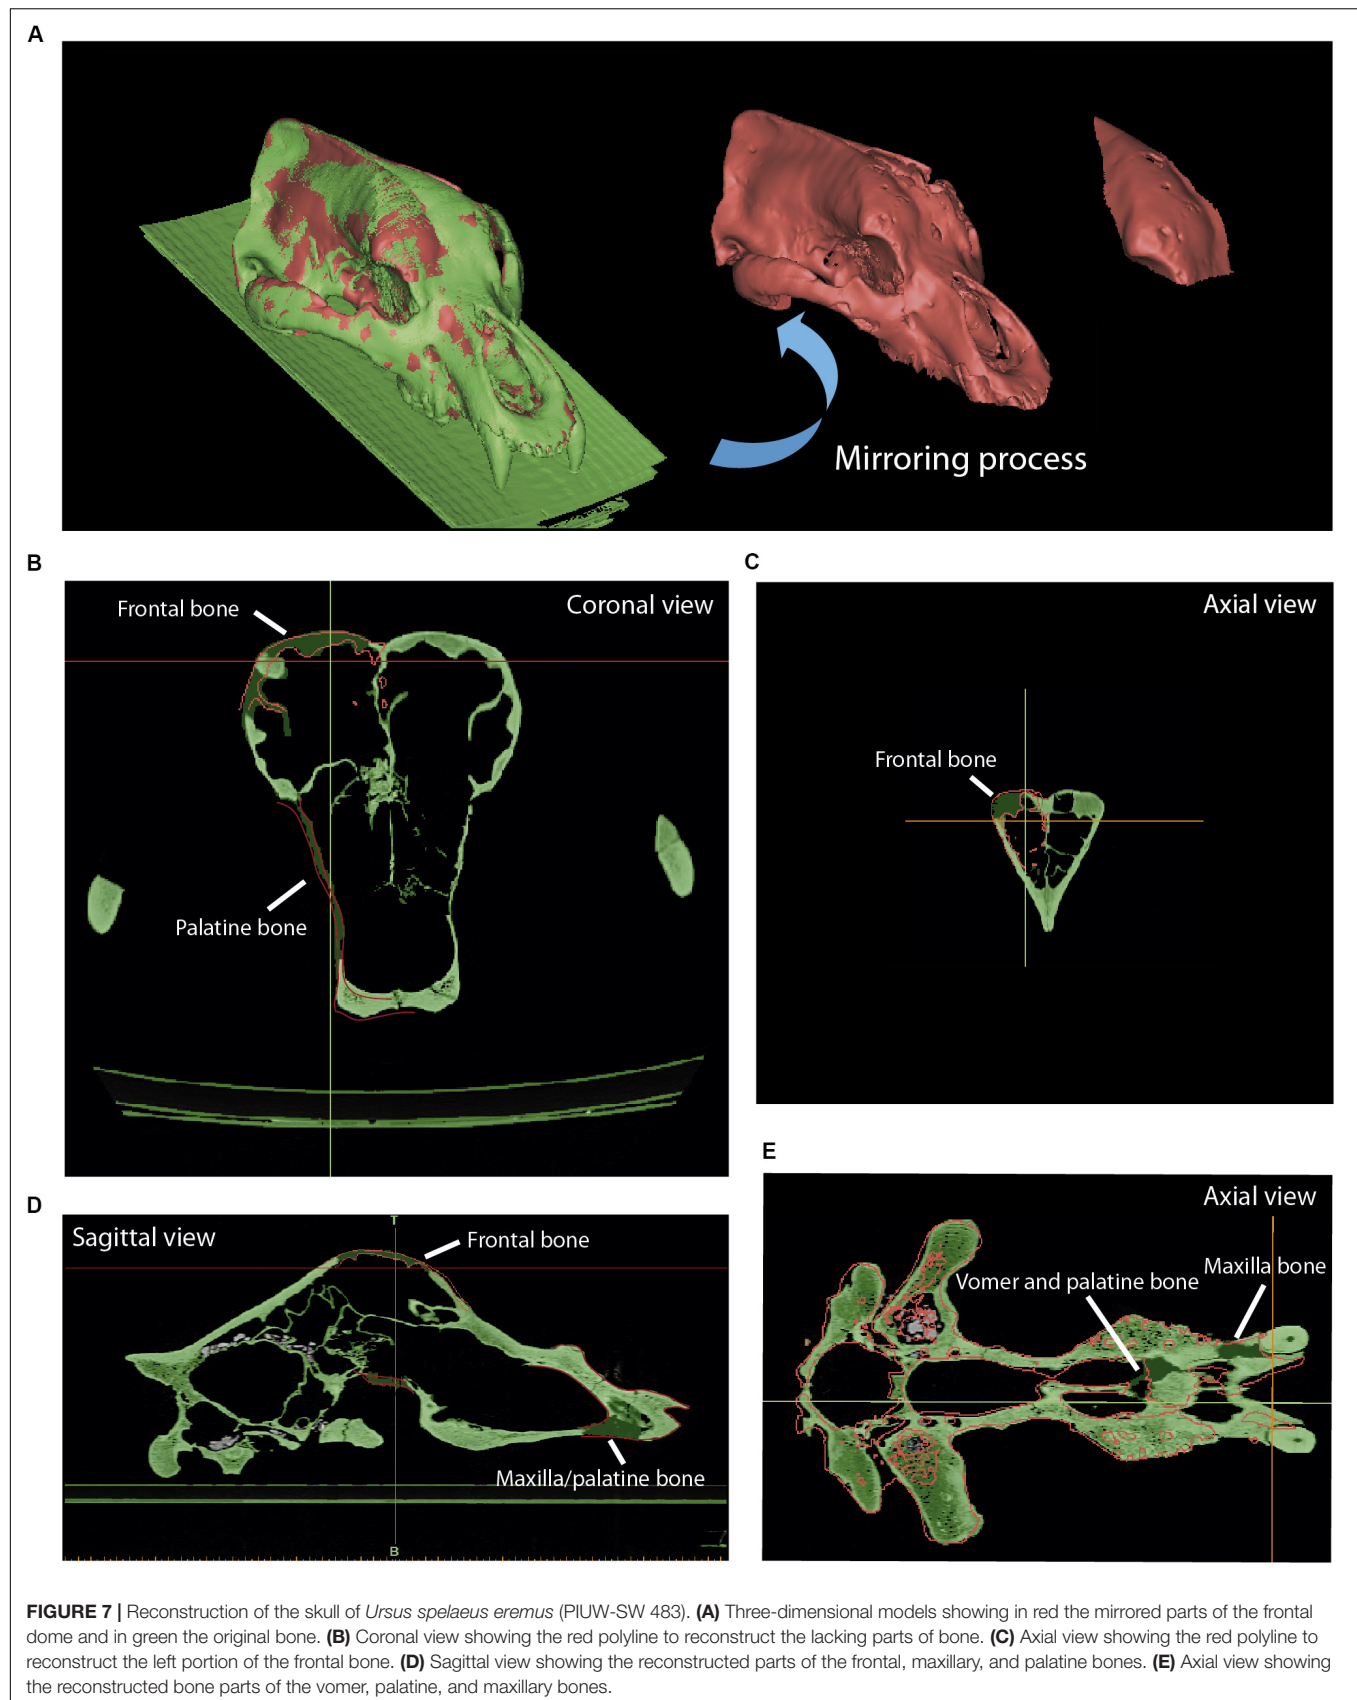 A
Mirroring process
B
Frontal bone
Coronal view
Palatine bone
C
Axial view
Frontal bone
D
Sagittal view
T
Frontal bone
Maxilla/palatine bone
B
E
Axial view
Maxilla bone
Vomer and palatine bone
FIGURE 7 | Reconstruction of the skull of Ursus spelaeus eremus (PIUW-SW 483). (A) Three-dimensional models showing in red the mirrored parts of the frontal
dome and in green the original bone. (B) Coronal view showing the red polyline to reconstruct the lacking parts of bone. (C) Axial view showing the red polyline to
reconstruct the left portion of the frontal bone. (D) Sagittal view showing the reconstructed parts of the frontal, maxillary, and palatine bones. (E) Axial view showing
the reconstructed bone parts of the vomer, palatine, and maxillary bones.